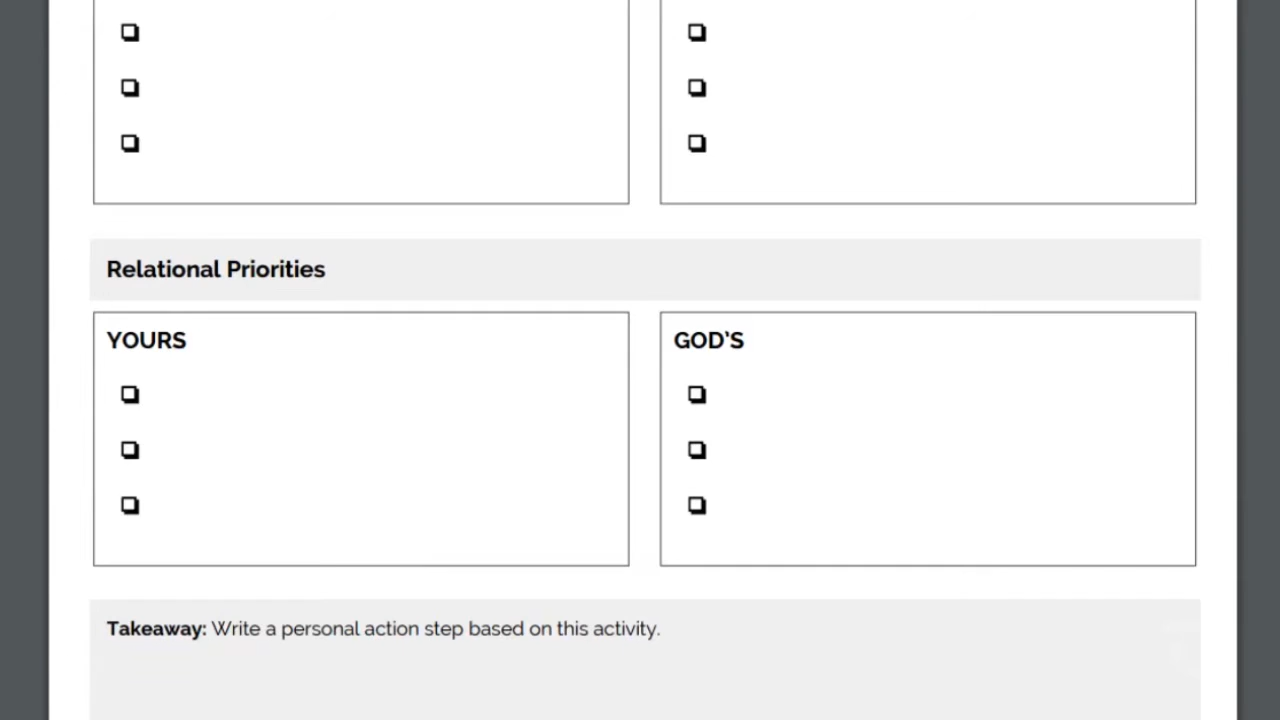 Relational Priorities
YOURS
GOD'S
Takeaway: Write a personal action step based on this activity.